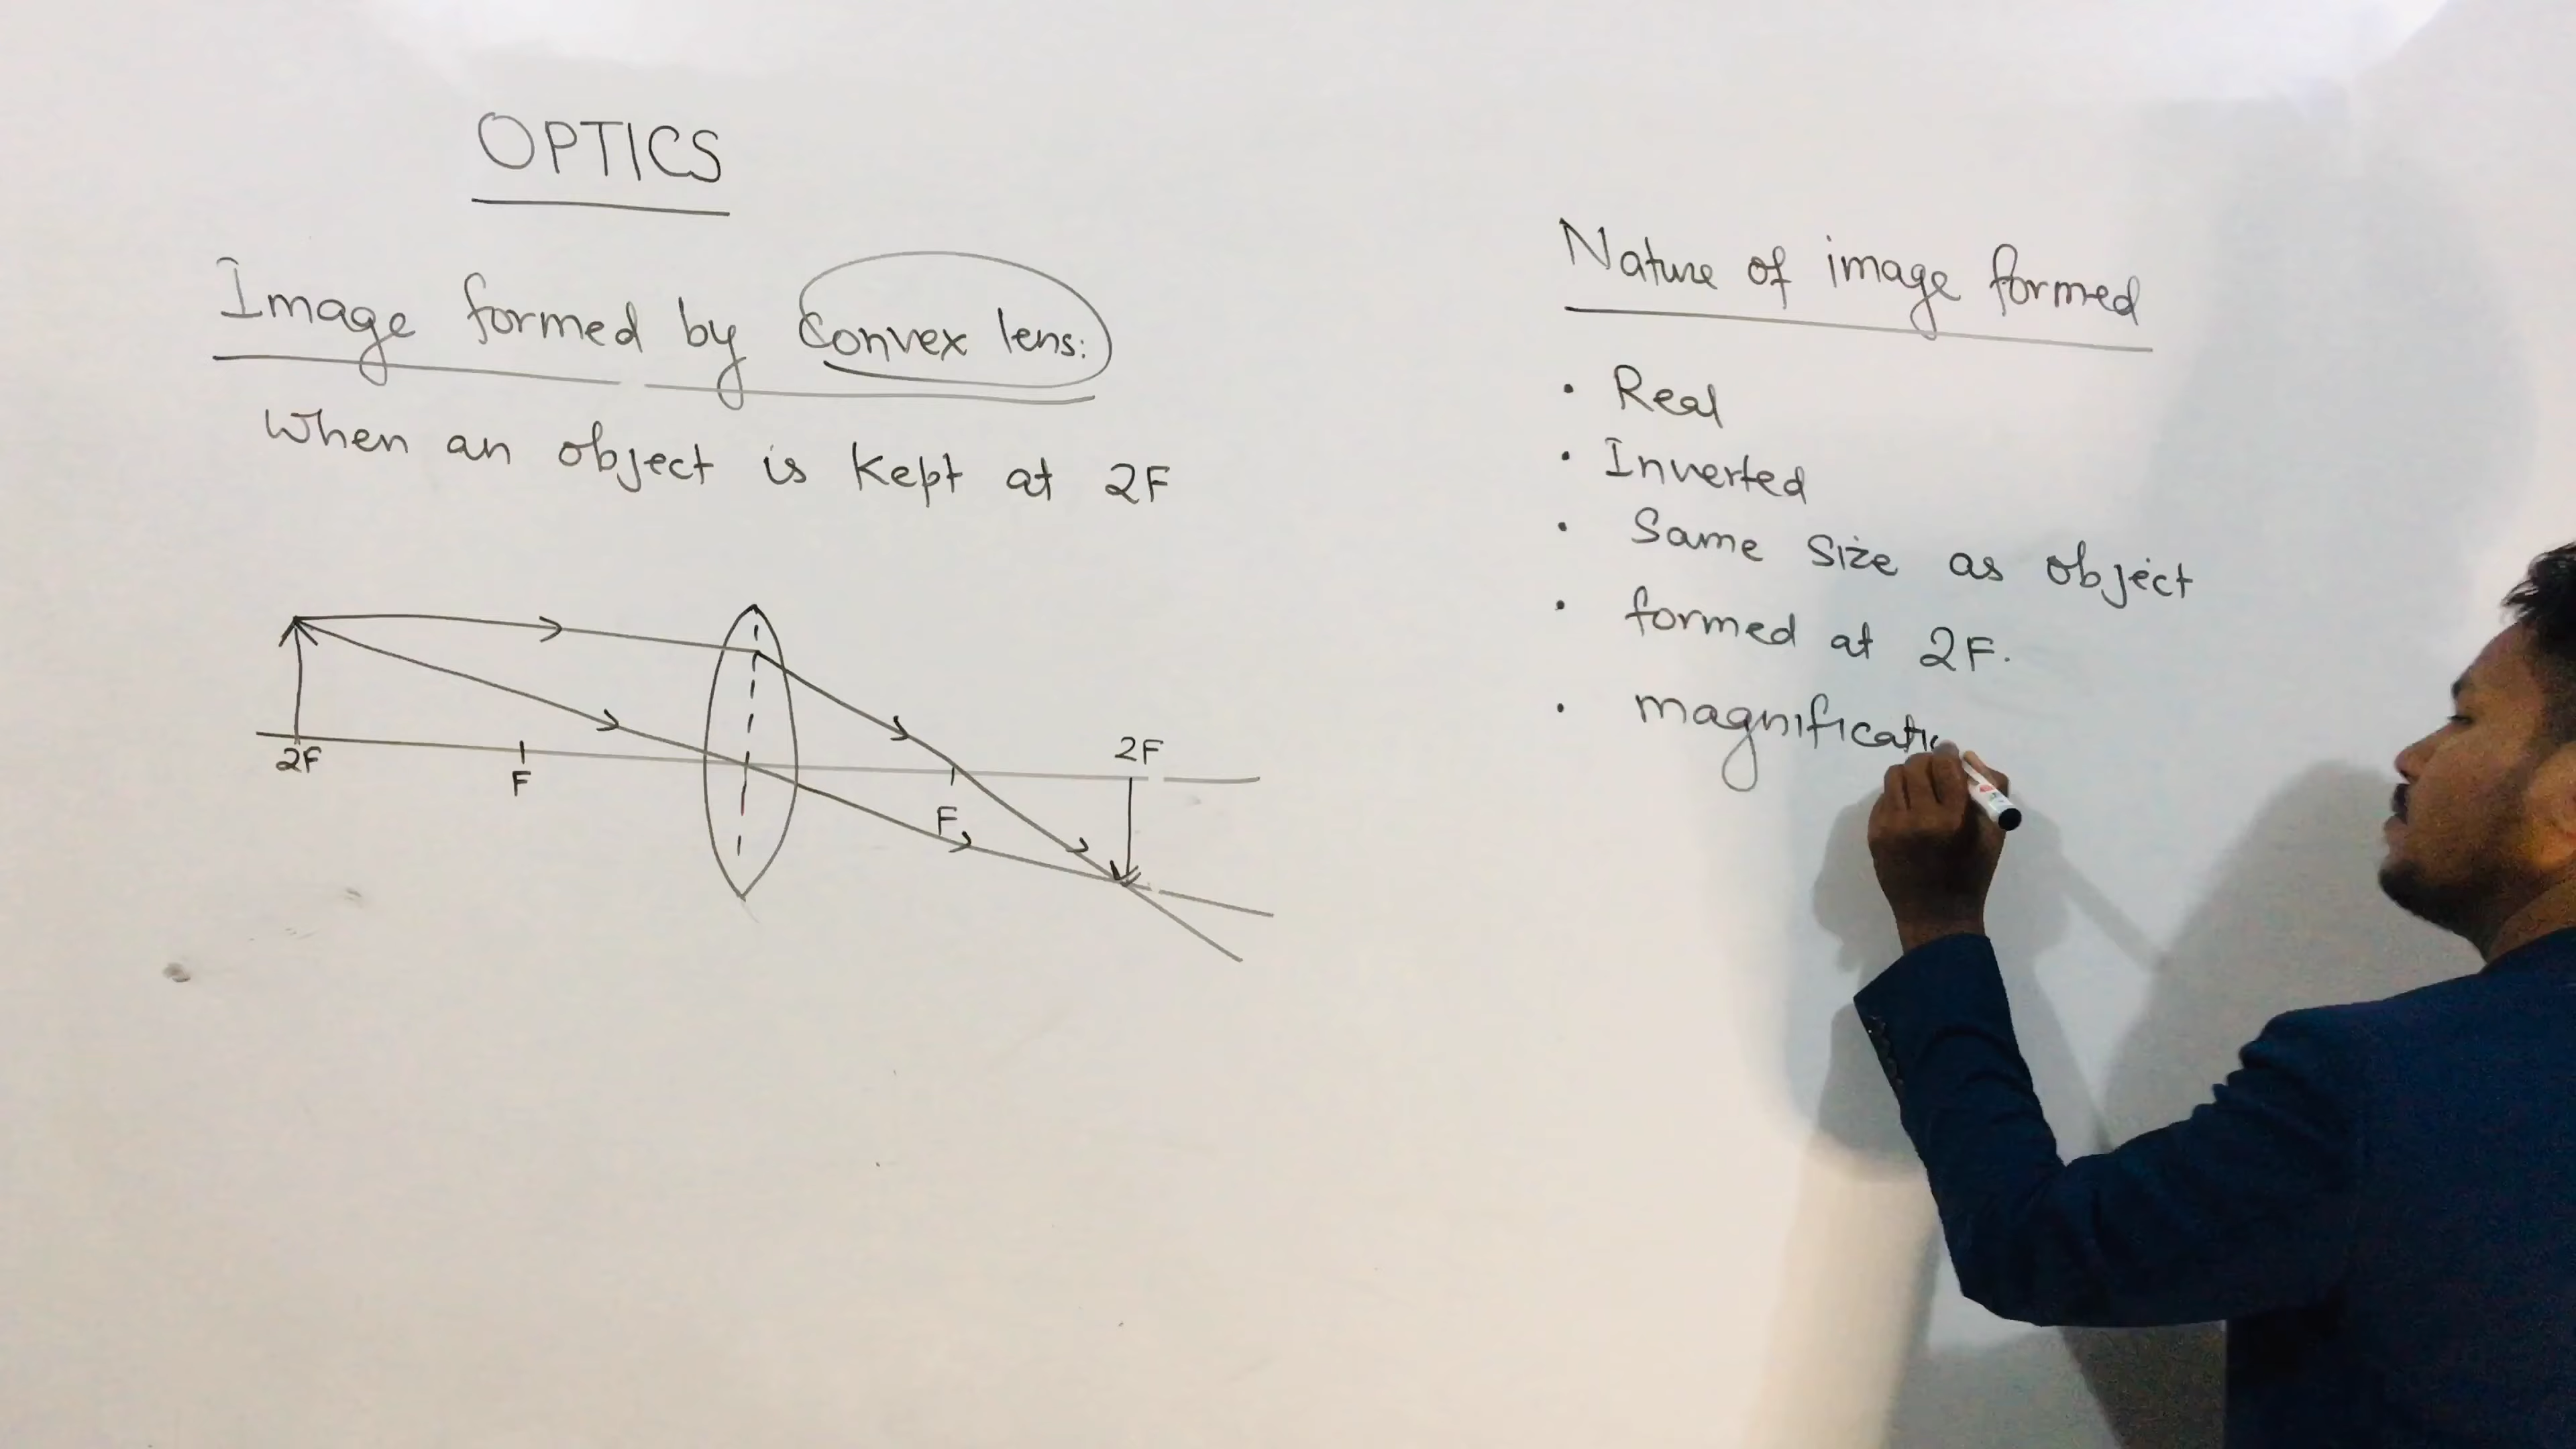 OPTICS
Image formed by convex lens:
When an object is kept at 2F
2F
F
F
2F
Nature of image formed
• Real
• Inverted
• Same size as object
• formed at 2F.
• magnificati